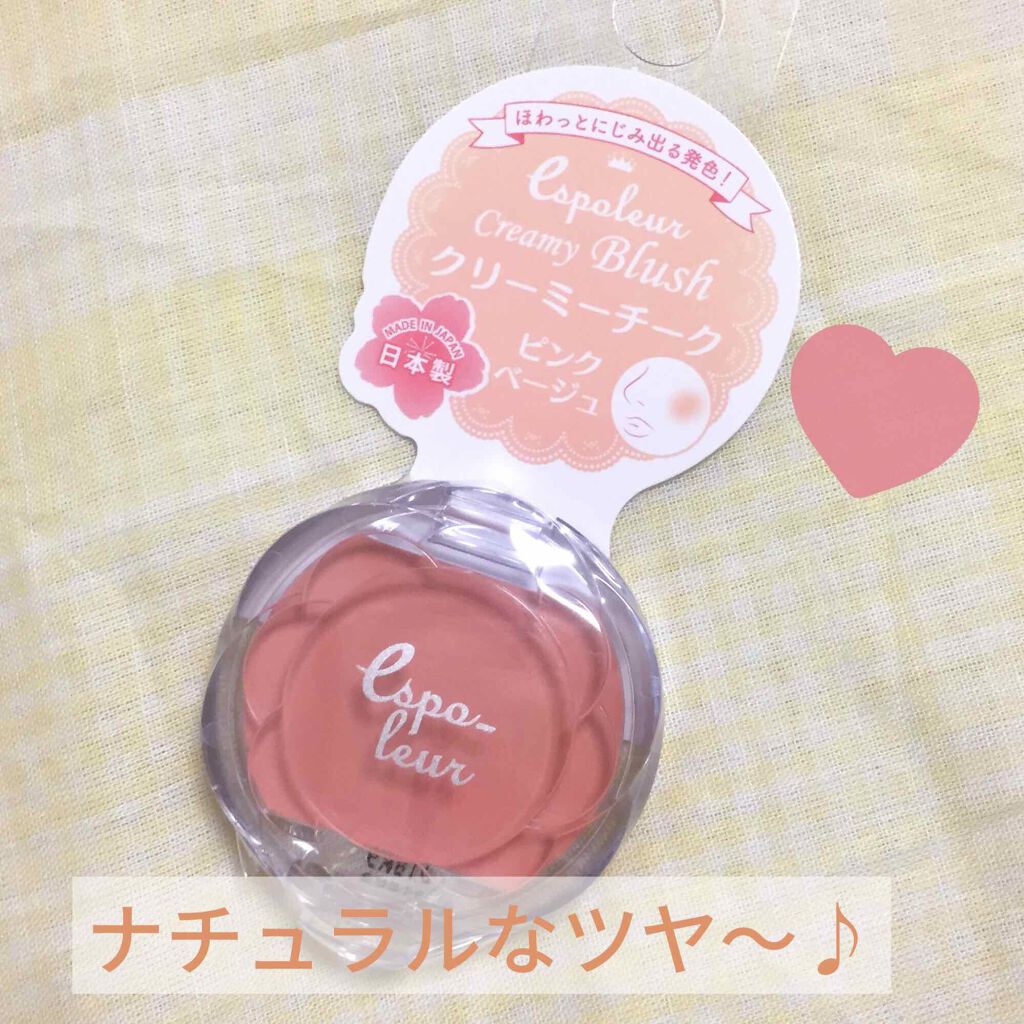 ほわっとにじみ出る発色!
espoleur
Creamy Blush
クリーミーチーク
ピンク
ベージュ
MADE IN JAPAN
日本製
espo-
leur
ナチュラルなツヤ〜♪